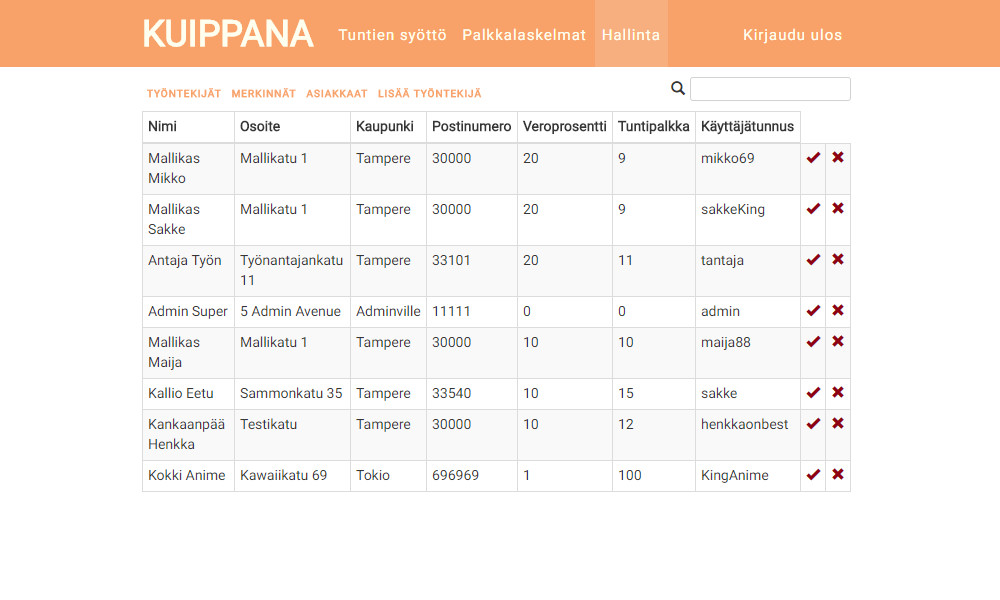 KUIPPANA Tuntien syöttö Palkkalaskelmat Hallinta Kirjaudu ulos
TYÖNTEKIJÄT MERKINNÄT ASIAKKAAT LISÄÄ TYÖNTEKIJÄ
Nimi Osoite Kaupunki Postinumero Veroprosentti Tuntipalkka Käyttäjätunnus
Mallikas Mallikatu 1 Tampere 30000 20 9 mikko69
Mikko
Mallikas Mallikatu 1 Tampere 30000 20 9 sakkeKing
Sakke
Antaja Työn Työnantajankatu Tampere 33101 20 11 tantaja
11
Admin Super 5 Admin Avenue Adminville 11111 0 0 admin
Mallikas Mallikatu 1 Tampere 30000 10 10 maija88
Maija
Kallio Eetu Sammonkatu 35 Tampere 33540 10 15 sakke
Kankaanpää Testikatu Tampere 30000 10 12 henkkaonbest
Henkka
Kokki Anime Kawaiikatu 69 Tokio 696969 1 100 KingAnime